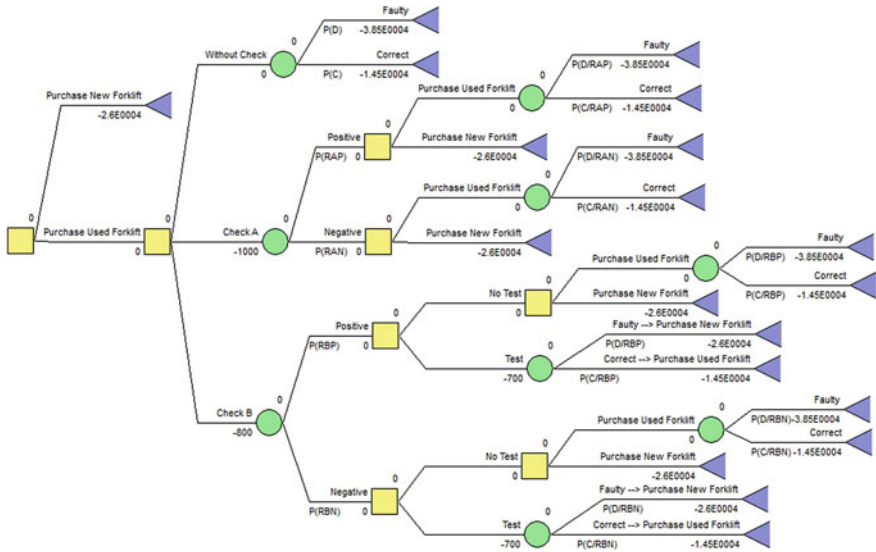 Faulty
0
P(D) -3.85E0004
Without Check
0
Correct
P(C) -1.45E0004
0
Faulty
P(D/RAP) -3.85E0004
Purchase Used Forklift
0
Correct
P(C/RAP) -1.45E0004
Purchase New Forklift
-2.6E0004
0
Positive
P(RAP) 0
Purchase New Forklift
-2.6E0004
0
Faulty
P(D/RAN) -3.85E0004
Purchase Used Forklift
0
Correct
P(C/RAN) -1.45E0004
0
0
Purchase Used Forklift
0
0
Check A
-1000
0
Negative
P(RAN) 0
Purchase New Forklift
-2.6E0004
0
Faulty
P(D/RBP) -3.85E0004
Purchase Used Forklift
0
Correct
P(C/RBP) -1.45E0004
0
No Test
0
Purchase New Forklift
-2.6E0004
0
Positive
P(RBP) 0
Faulty --> Purchase New Forklift
P(D/RBP) -2.6E0004
0
Test
-700
Correct --> Purchase Used Forklift
P(C/RBP) -1.45E0004
0
Check B
-800
0
Faulty
P(D/RBN) -3.85E0004
Purchase Used Forklift
0
Correct
P(C/RBN) -1.45E0004
0
No Test
0
Purchase New Forklift
-2.6E0004
0
Negative
P(RBN) 0
Faulty --> Purchase New Forklift
P(D/RBN) -2.6E0004
0
Test
-700
Correct --> Purchase Used Forklift
P(C/RBN) -1.45E0004